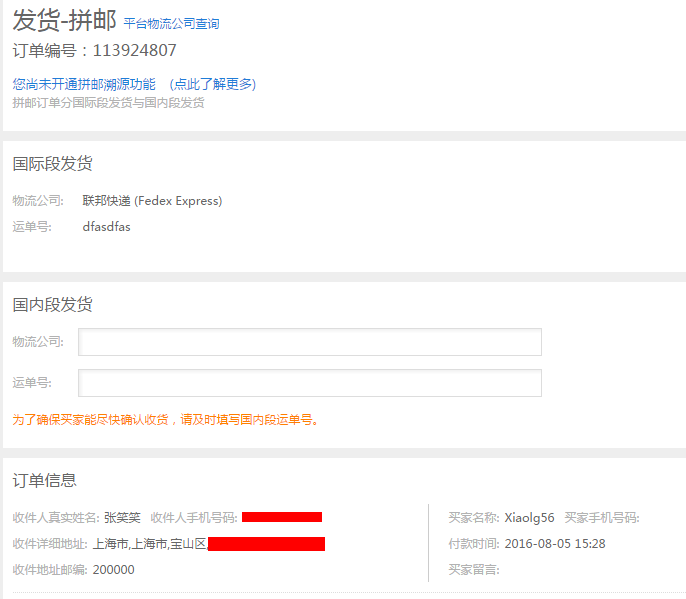 发货-拼邮 平台物流公司查询
订单编号：113924807
您尚未开通拼邮溯源功能 (点此了解更多)
拼邮订单分国际段发货与国内段发货
国际段发货
物流公司: 联邦快递 (Fedex Express)
运单号: dfasdfas
国内段发货
物流公司:
运单号:
为了确保买家能尽快确认收货，请及时填写国内段运单号。
订单信息
收件人真实姓名: 张笑笑 收件人手机号码:
收件详细地址: 上海市,上海市,宝山区,
收件地址邮编: 200000
买家名称: Xiaolg56 买家手机号码:
付款时间: 2016-08-05 15:28
买家留言: